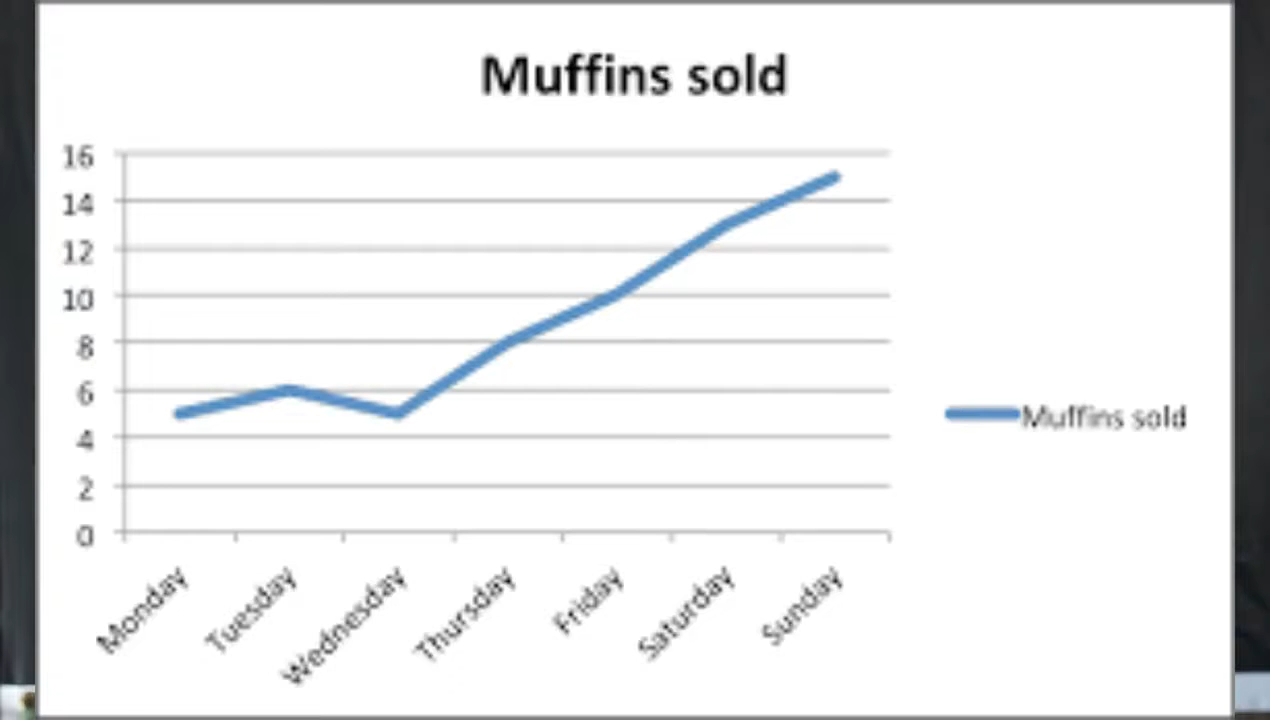 Muffins sold
16
14
12
10
8
6
4
2
0
Monday
Tuesday
Wednesday
Thursday
Friday
Saturday
Sunday
Muffins sold